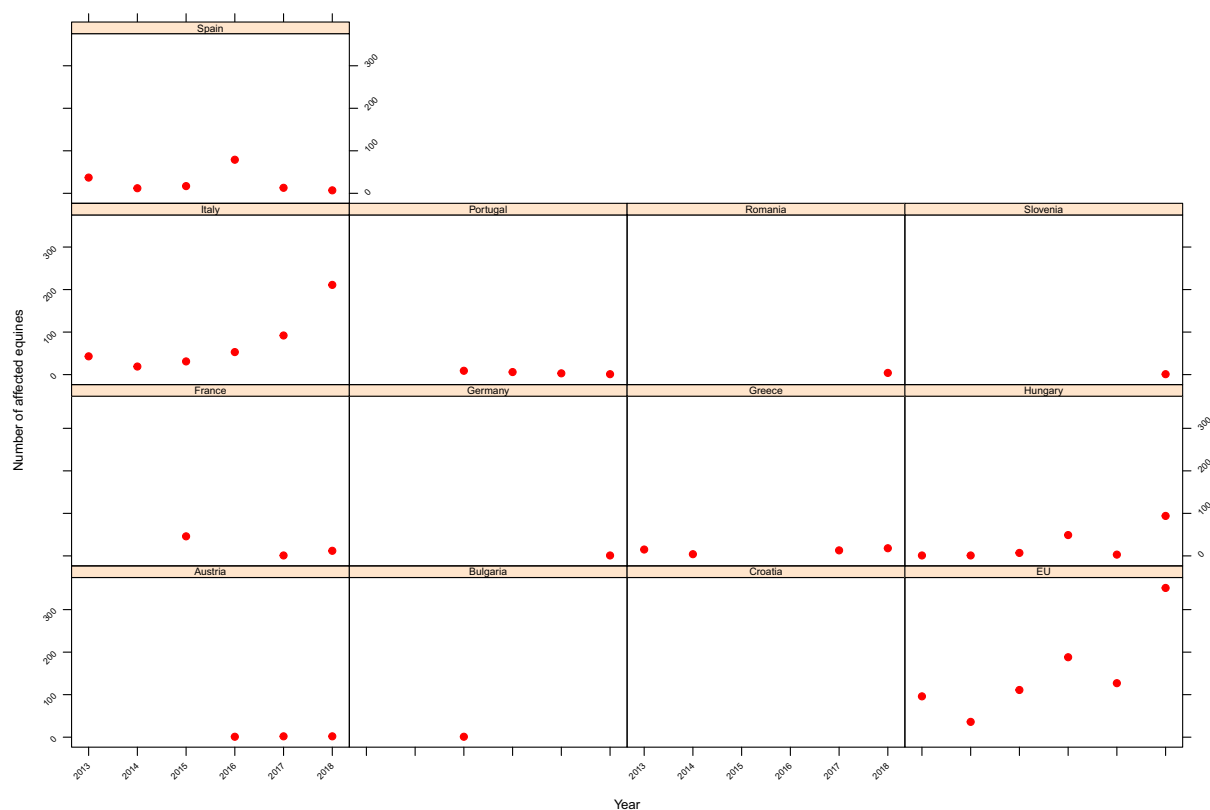 Spain
0 100 200 300
Italy Portugal Romania Slovenia
0 100 200 300
Number of affected equines
France Germany Greece Hungary
0 100 200 300
Austria Bulgaria Croatia EU
0 100 200 300
2013 2014 2015 2016 2017 2018 2013 2014 2015 2016 2017 2018
Year